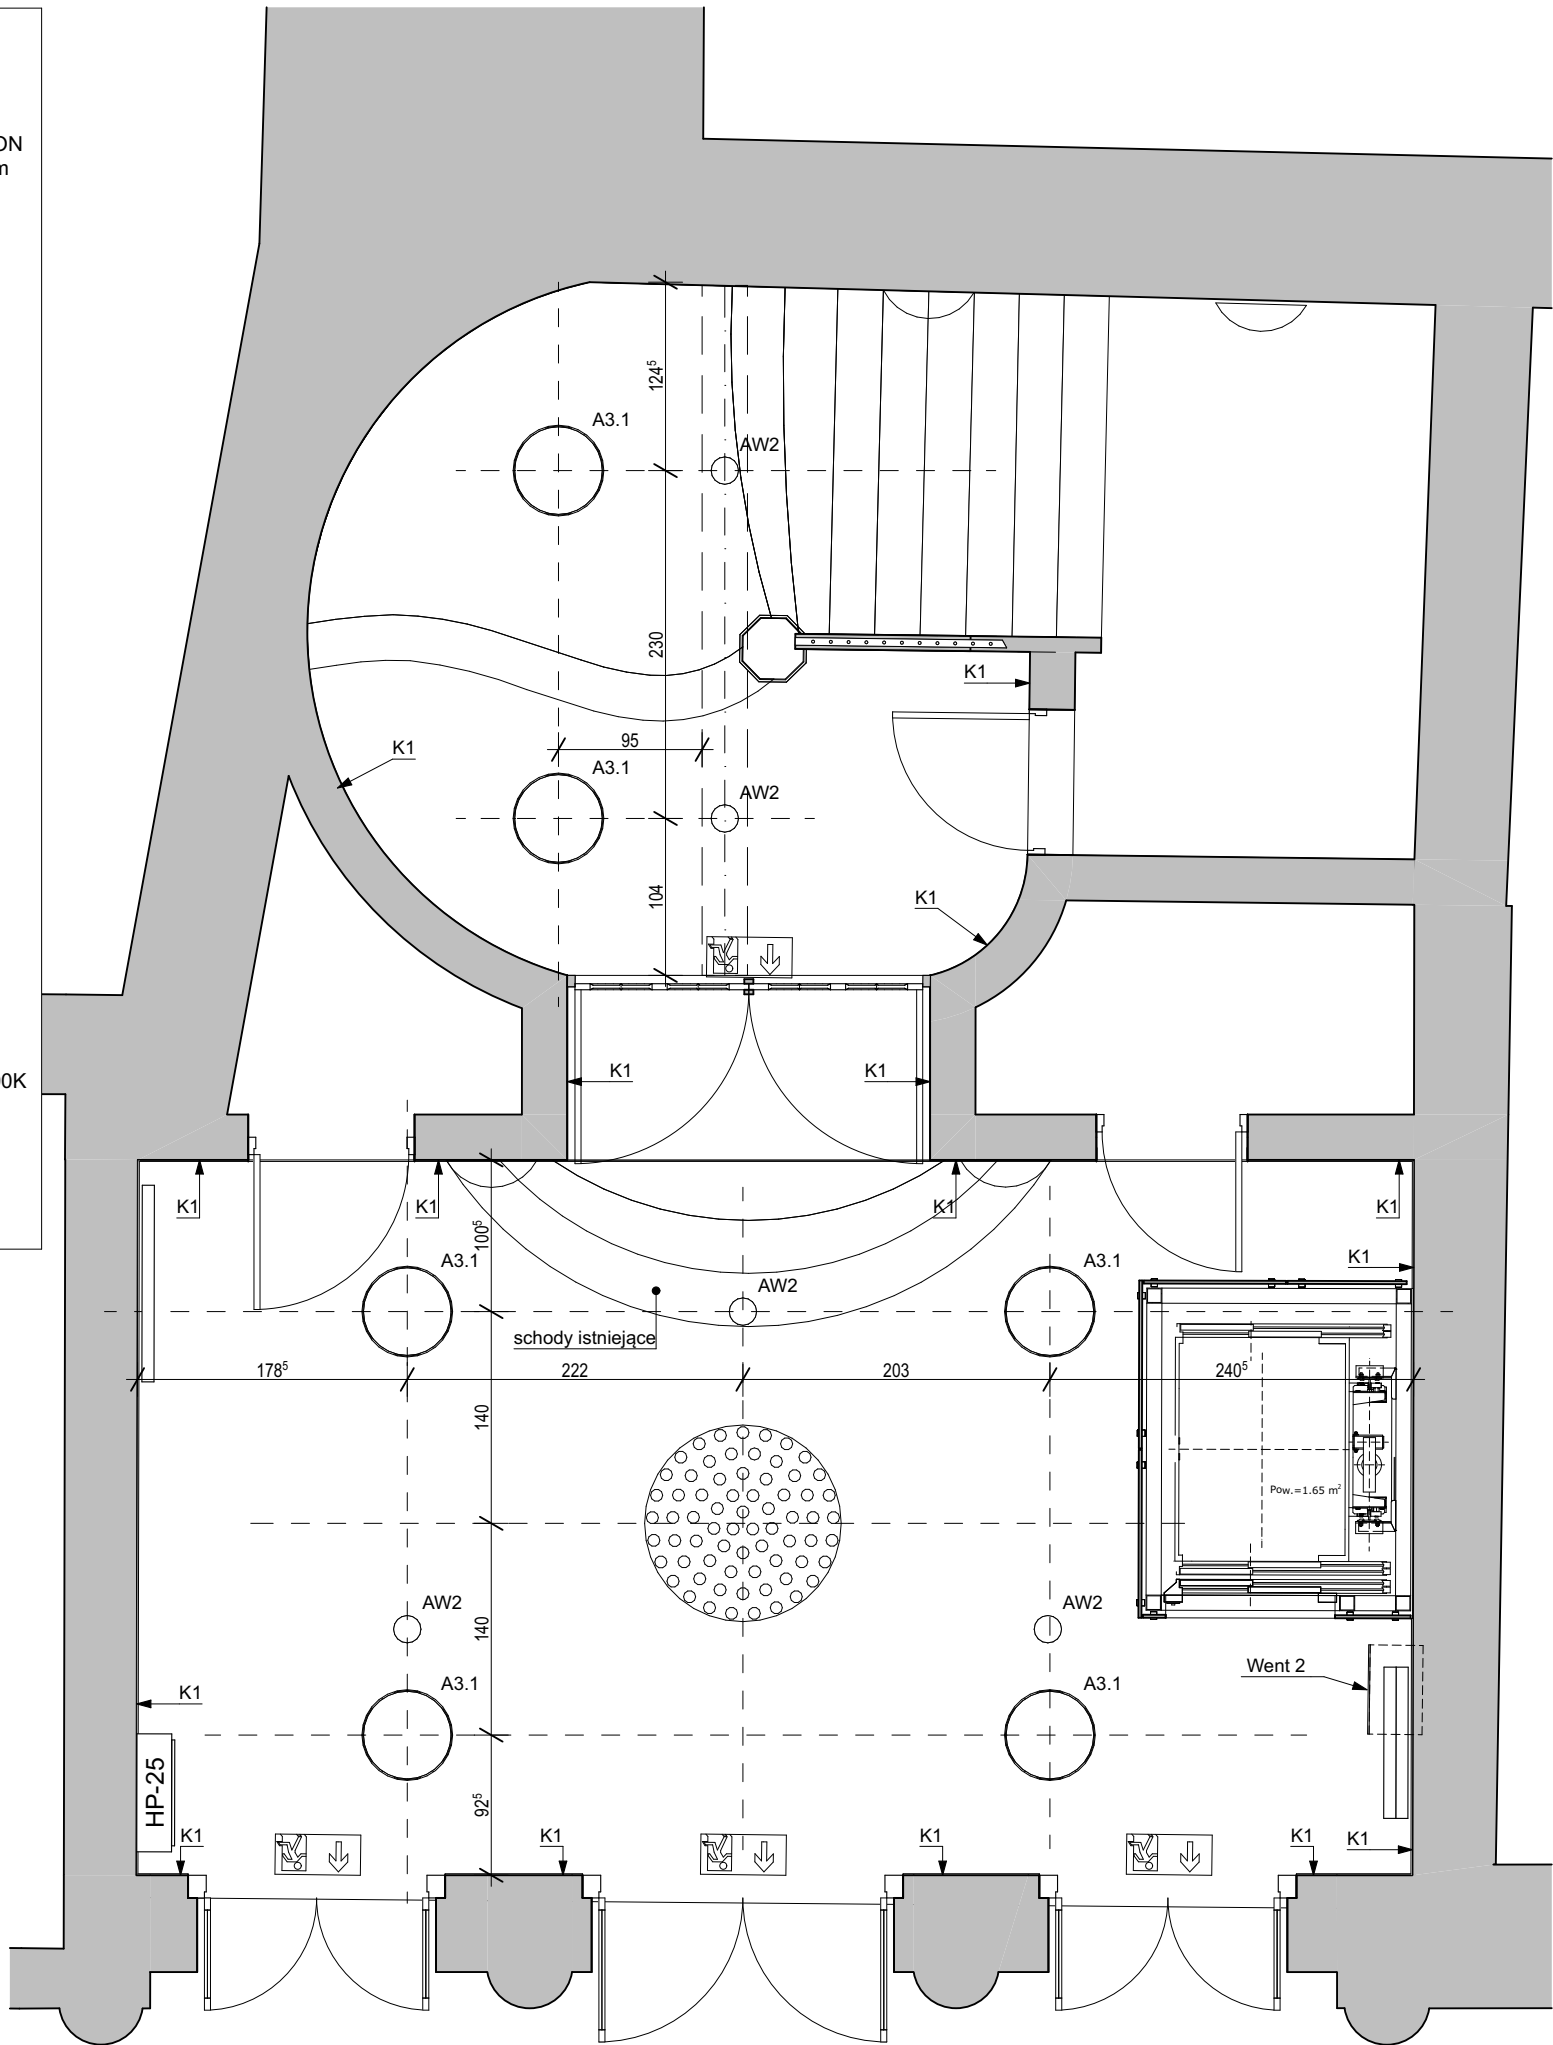 ON
m
124⁵
A3.1
AW2
230
K1
95
K1
A3.1
AW2
104
K1
0K
K1
K1
K1
K1
K1
K1
100⁵
A3.1
AW2
A3.1
K1
schody istniejące
178⁵
222
203
240⁵
140
Pow.=1.65 m²
AW2
AW2
140
Went 2
A3.1
A3.1
K1
HP-25
92⁵
K1
K1
K1
K1
K1